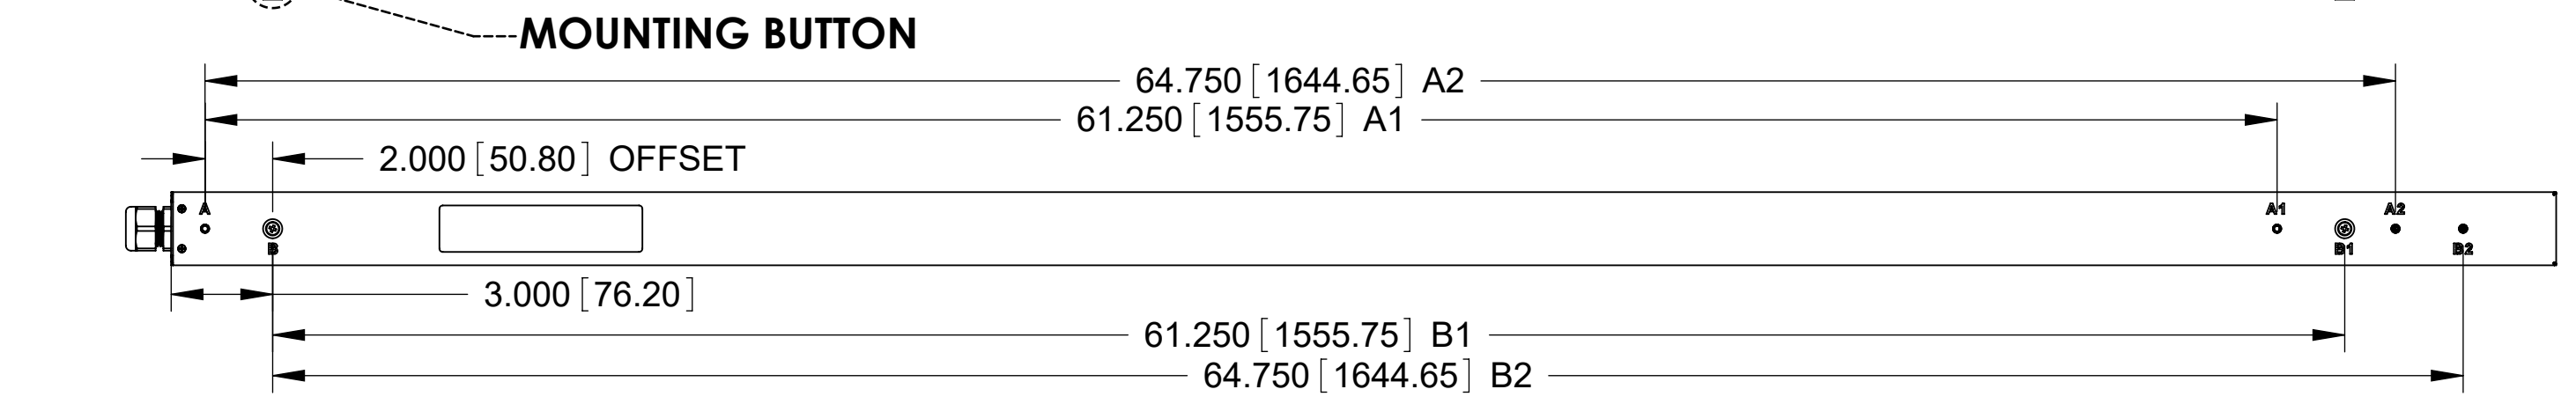 MOUNTING BUTTON
64.750 [1644.65] A2
61.250 [1555.75] A1
2.000 [50.80] OFFSET
A A1 A2
B B1 B2
3.000 [76.20]
61.250 [1555.75] B1
64.750 [1644.65] B2